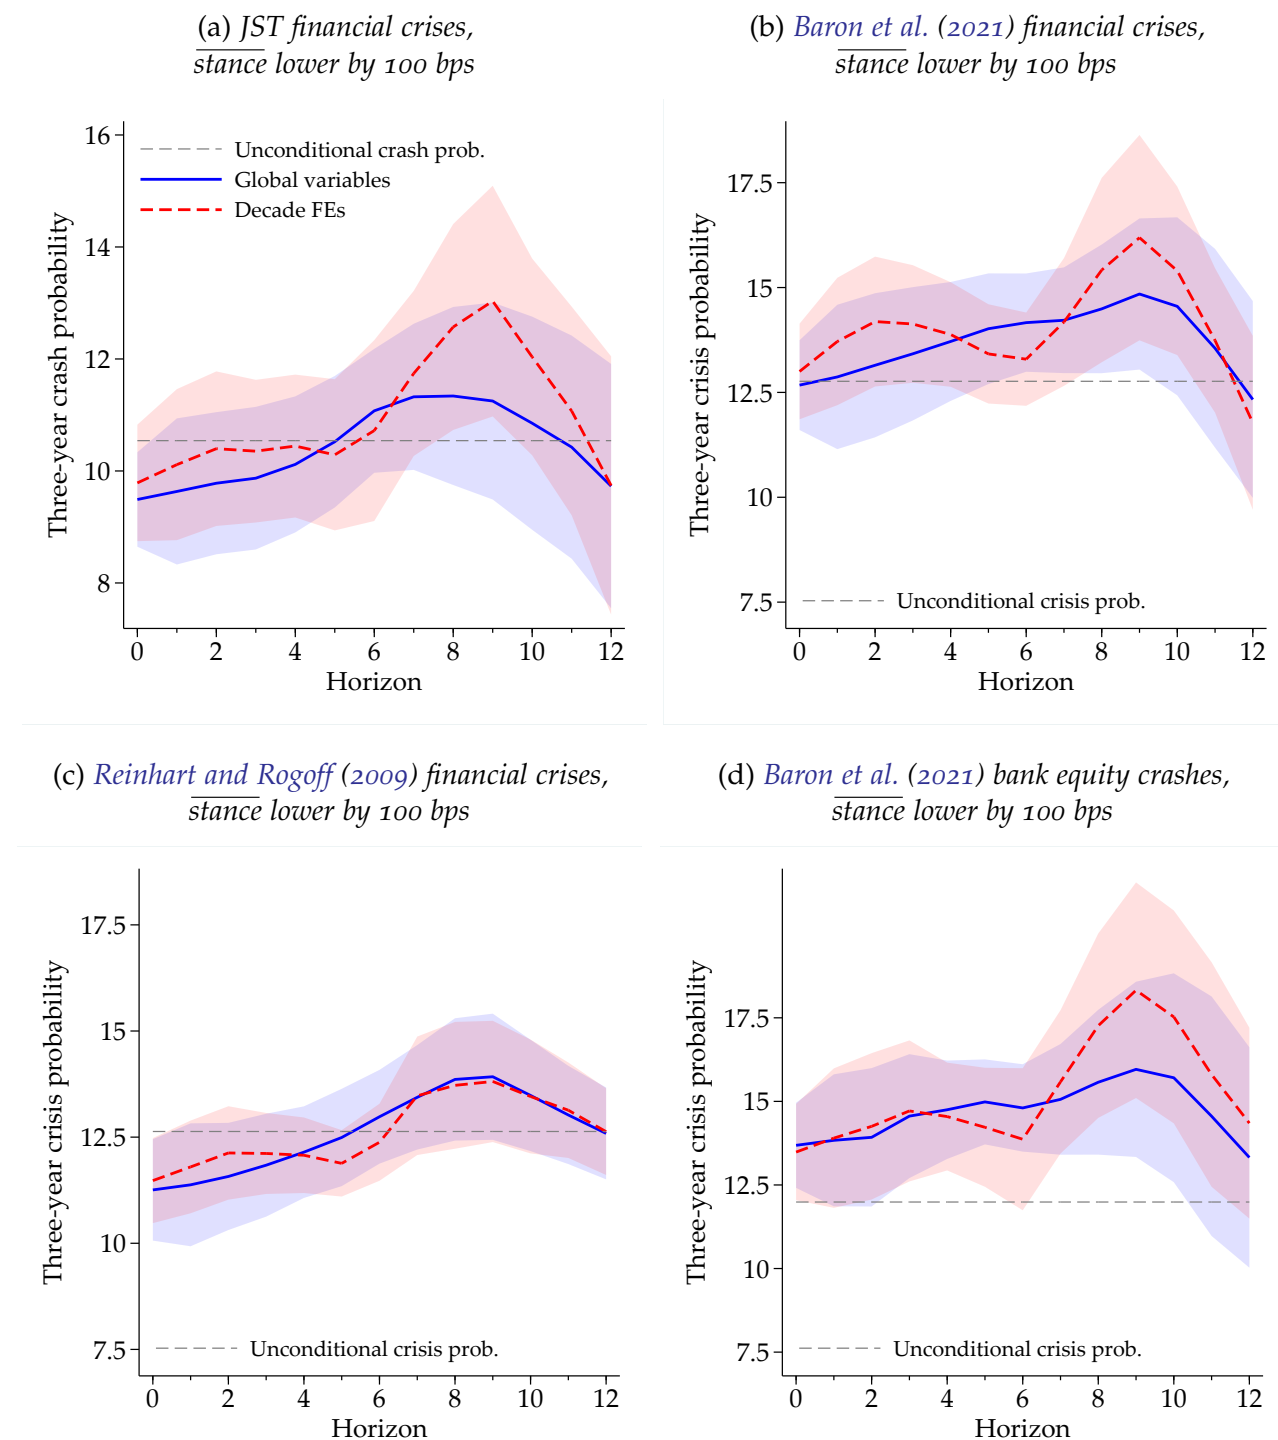 (a) JST financial crises,
stance lower by 100 bps
16
14
12
10
8
Three-year crash probability
Unconditional crash prob.
Global variables
Decade FEs
0 2 4 6 8 10 12
Horizon
(b) Baron et al. (2021) financial crises,
stance lower by 100 bps
17.5
15
12.5
10
7.5
Three-year crisis probability
Unconditional crisis prob.
0 2 4 6 8 10 12
Horizon
(c) Reinhart and Rogoff (2009) financial crises,
stance lower by 100 bps
17.5
15
12.5
10
7.5
Three-year crisis probability
Unconditional crisis prob.
0 2 4 6 8 10 12
Horizon
(d) Baron et al. (2021) bank equity crashes,
stance lower by 100 bps
17.5
15
12.5
10
7.5
Three-year crisis probability
Unconditional crisis prob.
0 2 4 6 8 10 12
Horizon